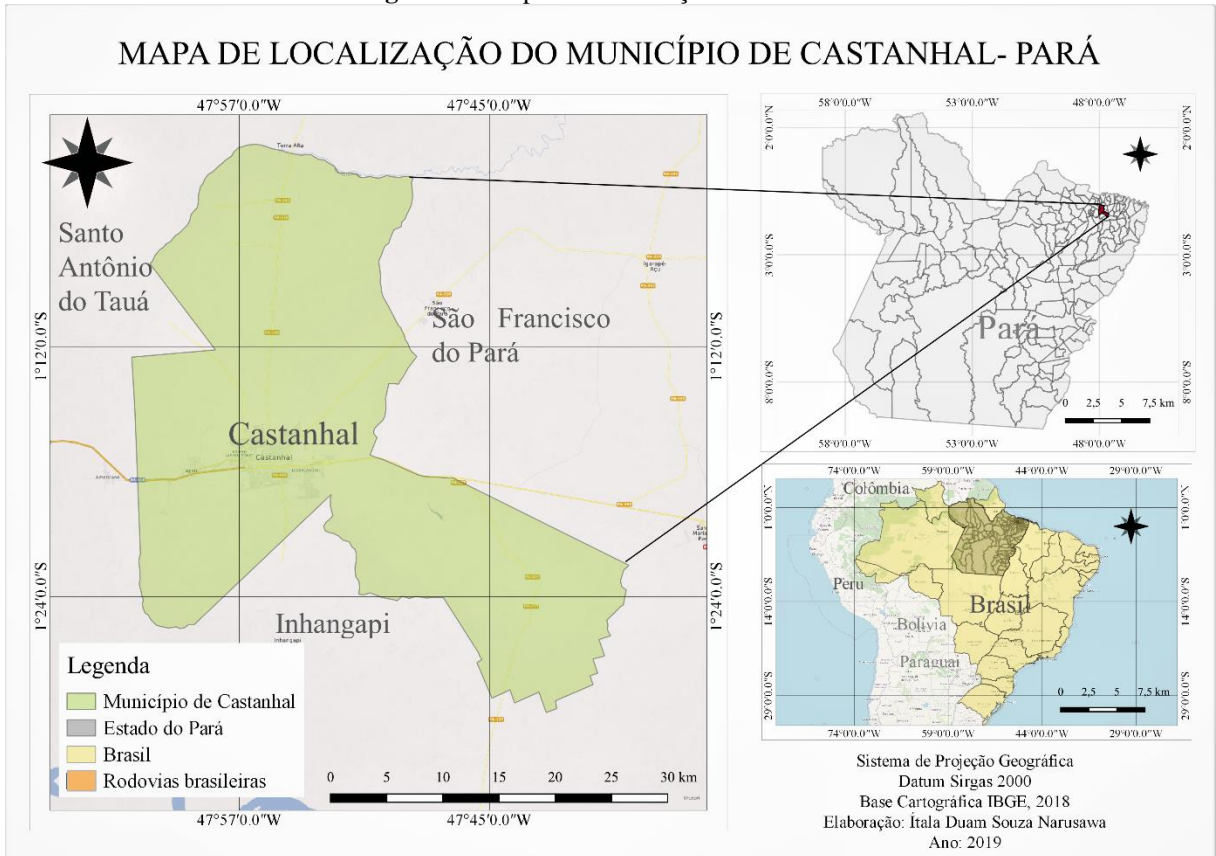 MAPA DE LOCALIZAÇÃO DO MUNICÍPIO DE CASTANHAL- PARÁ
47°57'0.0"W 47°45'0.0"W
Terra Alta
Santo
Antônio
do Tauá
Igarapé-
Açu
São Francisco
do Pará
1°12'0.0"S
1°12'0.0"S
Castanhal
Castanhal
Americano
Apeú
1°24'0.0"S
1°24'0.0"S
Inhangapi
Inhangapi
Legenda
Município de Castanhal
Estado do Pará
Brasil
Rodovias brasileiras
0 5 10 15 20 25 30 km
47°57'0.0"W 47°45'0.0"W
58°0'0.0"W 53°0'0.0"W 48°0'0.0"W
2°0'0.0"N
2°0'0.0"N
3°0'0.0"S
3°0'0.0"S
Pará
8°0'0.0"S
8°0'0.0"S
0 2,5 5 7,5 km
58°0'0.0"W 53°0'0.0"W 48°0'0.0"W
74°0'0.0"W 59°0'0.0"W 44°0'0.0"W 29°0'0.0"W
Colômbia
1°0'0.0"N
1°0'0.0"N
Peru
Brasil
14°0'0.0"S
14°0'0.0"S
Bolívia
Paraguai
29°0'0.0"S
29°0'0.0"S
0 2,5 5 7,5 km
74°0'0.0"W 59°0'0.0"W 44°0'0.0"W 29°0'0.0"W
Sistema de Projeção Geográfica
Datum Sirgas 2000
Base Cartográfica IBGE, 2018
Elaboração: Ítala Duam Souza Narusawa
Ano: 2019